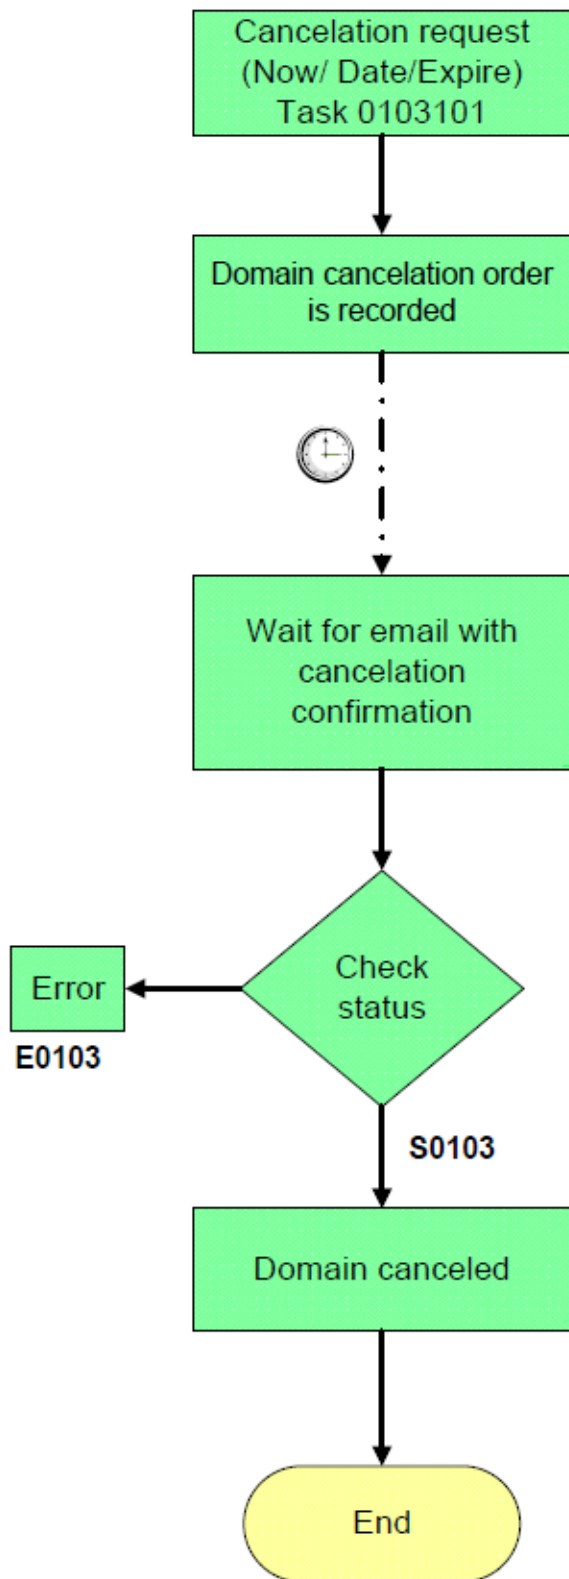 Cancelation request
(Now/ Date/Expire)
Task 0103101
Domain cancelation order
is recorded
Wait for email with
cancelation
confirmation
Check
status
Error
E0103
S0103
Domain canceled
End